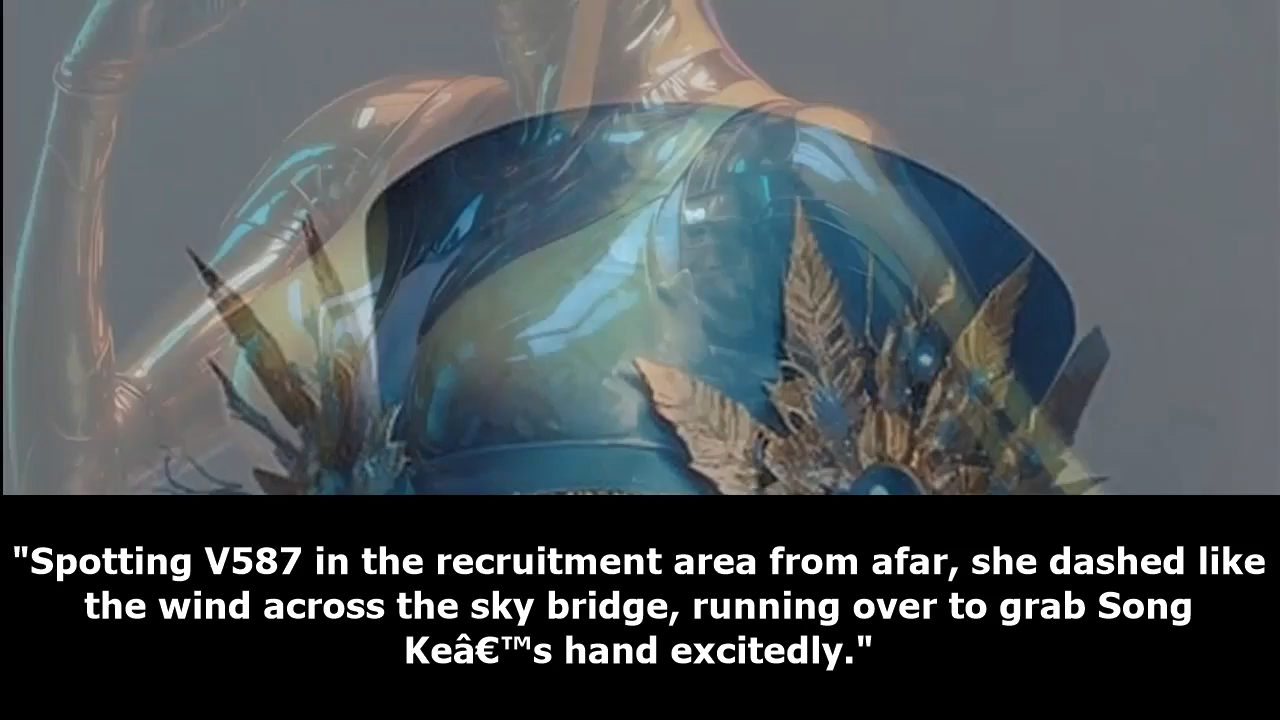 "Spotting V587 in the recruitment area from afar, she dashed like
the wind across the sky bridge, running over to grab Song
Keâ€™s hand excitedly."